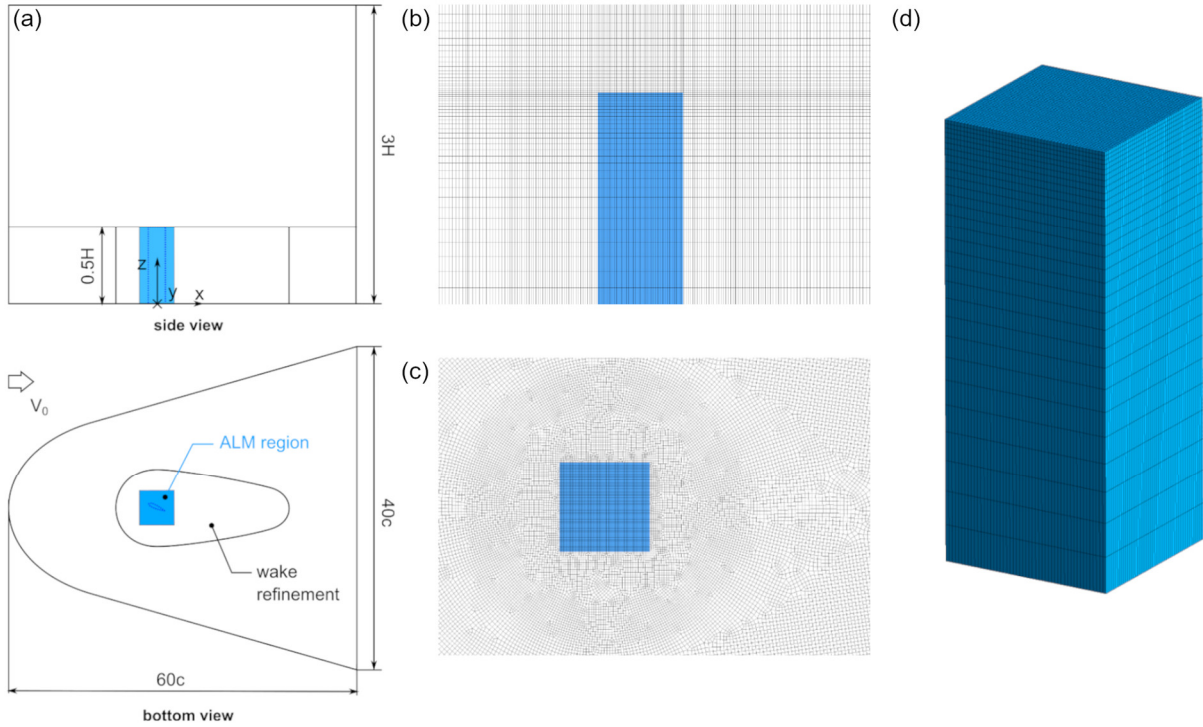 (a)
3H
0.5H
z
y
x
side view
V₀
ALM region
wake
refinement
40c
60c
bottom view
(b)
(c)
(d)